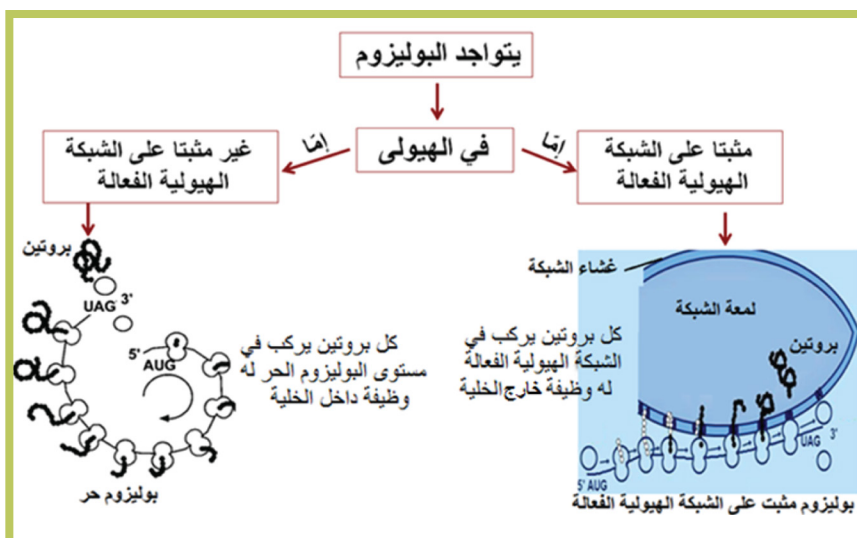 يتواجد البوليزوم
في الهيولى
إمّا
إمّا
مثبتا على الشبكة
الهيولية الفعالة
غير مثبتا على الشبكة
الهيولية الفعالة
غشاء الشبكة
لمعة الشبكة
بروتين
كل بروتين يركب في
الشبكة الهيولية الفعالة
له وظيفة خارج الخلية
5' AUG
UAG 3'
بوليزوم مثبت على الشبكة الهيولية الفعالة
بروتين
UAG 3'
5'
AUG
كل بروتين يركب في
مستوى البوليزوم الحر له
وظيفة داخل الخلية
بوليزوم حر